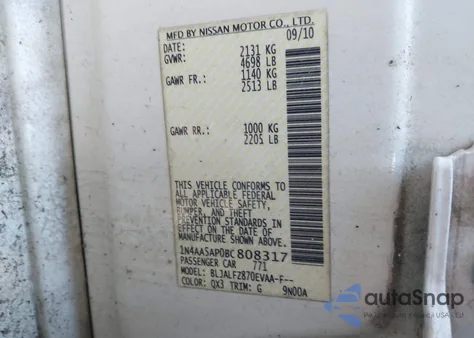 MFD BY NISSAN MOTOR CO., LTD.
DATE: 09/10
GVWR: 2131 KG
4698 LB
GAWR FR.: 1140 KG
2513 LB
GAWR RR.: 1000 KG
2205 LB
THIS VEHICLE CONFORMS TO
ALL APPLICABLE FEDERAL
MOTOR VEHICLE SAFETY,
BUMPER, AND THEFT
PREVENTION STANDARDS IN
EFFECT ON THE DATE OF
MANUFACTURE SHOWN ABOVE.
1N4AA5AP0BC808317
PASSENGER CAR 771
MODEL: BLJALFZ870EVAA-F--
COLOR: QX3 TRIM: G 9N0DA
autoSnap